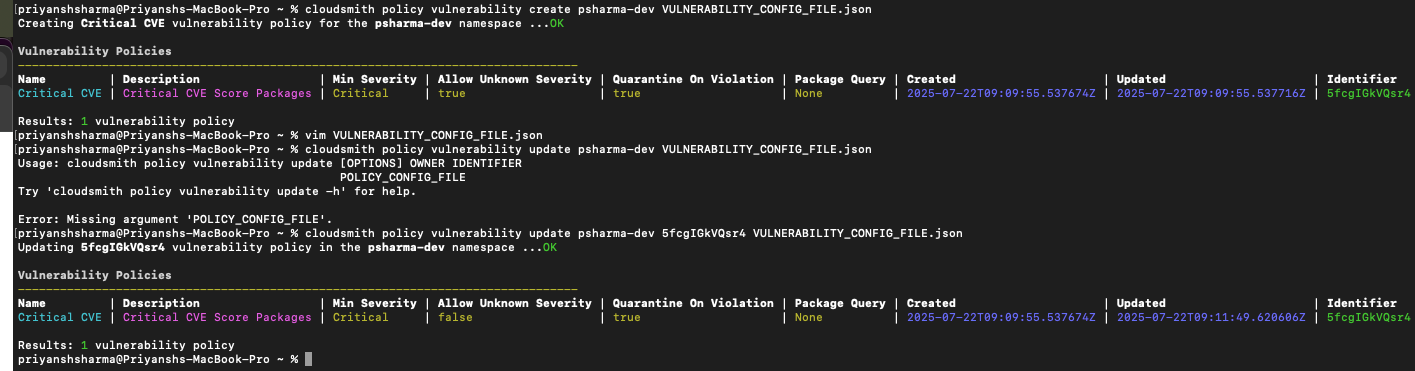 [priyanshsharma@Priyanshs-MacBook-Pro ~ % cloudsmith policy vulnerability create psharma-dev VULNERABILITY_CONFIG_FILE.json
Creating Critical CVE vulnerability policy for the psharma-dev namespace ...OK
Vulnerability Policies
--------------------------------------------------------------------------------
Name | Description | Min Severity | Allow Unknown Severity | Quarantine On Violation | Package Query | Created | Updated | Identifier
Critical CVE | Critical CVE Score Packages | Critical | true | true | None | 2025-07-22T09:09:55.537674Z | 2025-07-22T09:09:55.537716Z | 5fcgIGkVQsr4
Results: 1 vulnerability policy
[priyanshsharma@Priyanshs-MacBook-Pro ~ % vim VULNERABILITY_CONFIG_FILE.json
[priyanshsharma@Priyanshs-MacBook-Pro ~ % cloudsmith policy vulnerability update psharma-dev VULNERABILITY_CONFIG_FILE.json
Usage: cloudsmith policy vulnerability update [OPTIONS] OWNER IDENTIFIER
POLICY_CONFIG_FILE
Try 'cloudsmith policy vulnerability update -h' for help.
Error: Missing argument 'POLICY_CONFIG_FILE'.
[priyanshsharma@Priyanshs-MacBook-Pro ~ % cloudsmith policy vulnerability update psharma-dev 5fcgIGkVQsr4 VULNERABILITY_CONFIG_FILE.json
Updating 5fcgIGkVQsr4 vulnerability policy in the psharma-dev namespace ...OK
Vulnerability Policies
--------------------------------------------------------------------------------
Name | Description | Min Severity | Allow Unknown Severity | Quarantine On Violation | Package Query | Created | Updated | Identifier
Critical CVE | Critical CVE Score Packages | Critical | false | true | None | 2025-07-22T09:09:55.537674Z | 2025-07-22T09:11:49.620606Z | 5fcgIGkVQsr4
Results: 1 vulnerability policy
priyanshsharma@Priyanshs-MacBook-Pro ~ %